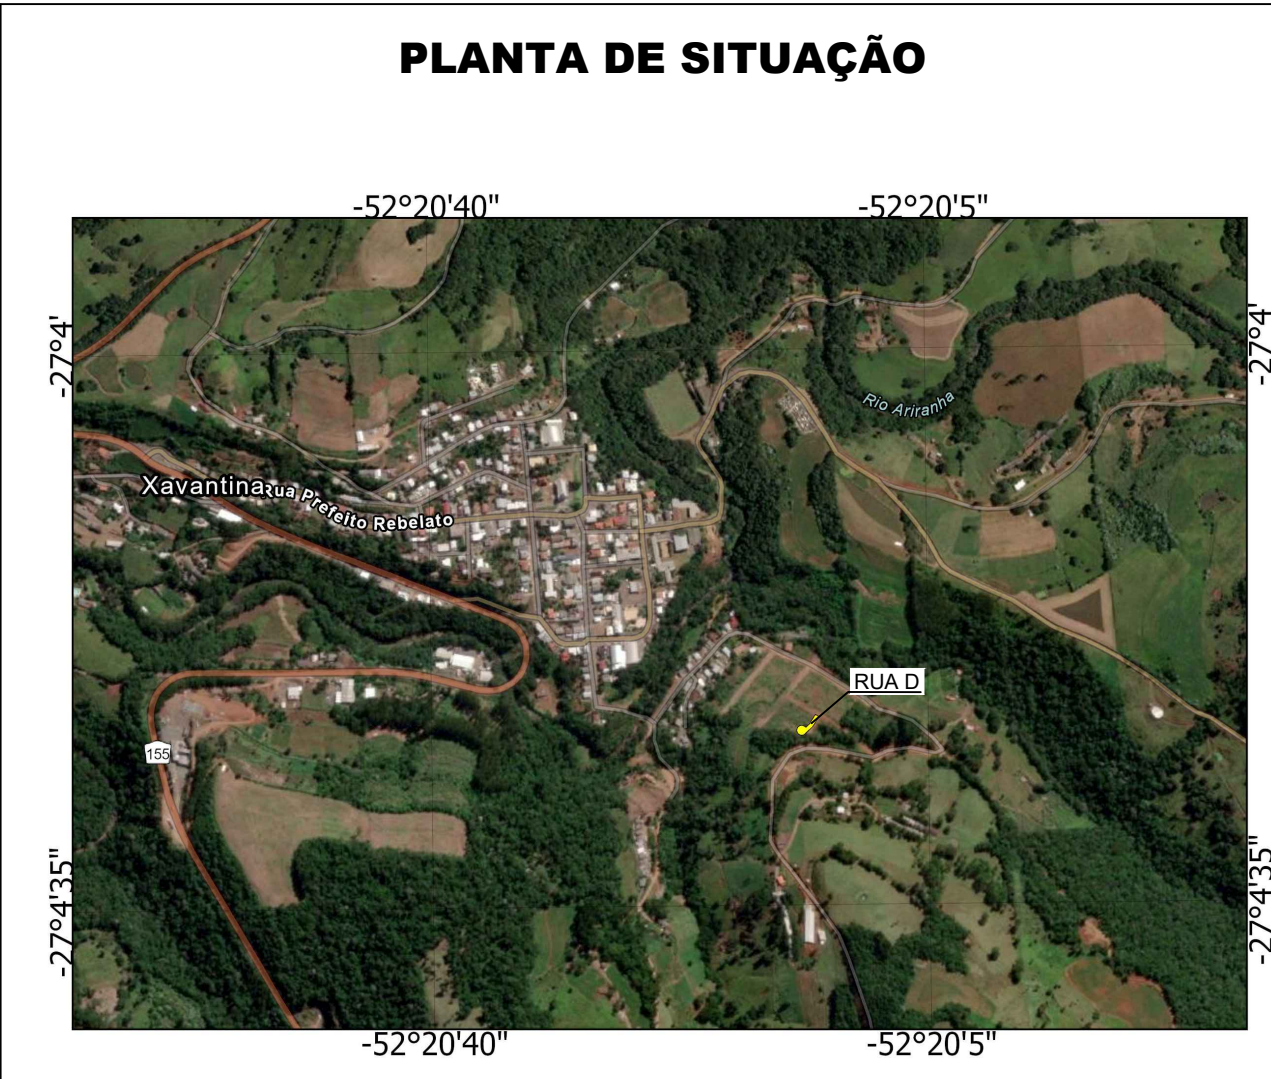 PLANTA DE SITUAÇÃO
-52°20'40"
-52°20'5"
-27°4'
-27°4'
Rio Ariranha
Xavantina
Rua Prefeito Rebelato
RUA D
155
-27°4'35"
-27°4'35"
-52°20'40"
-52°20'5"